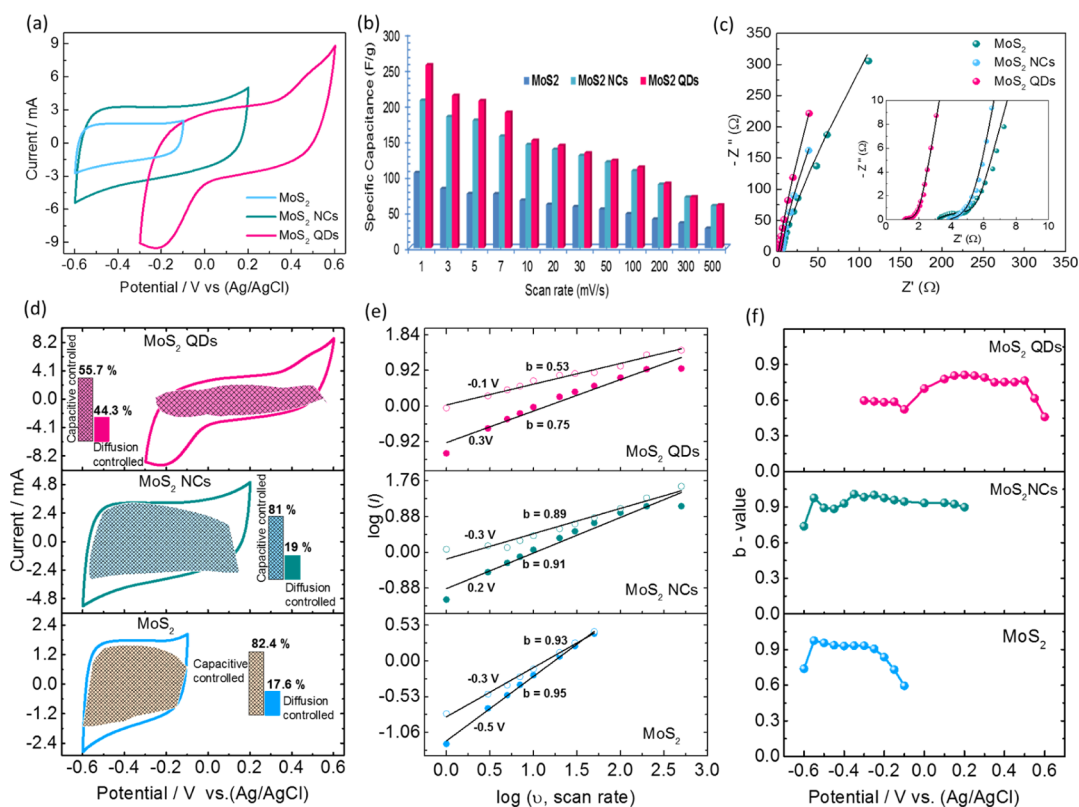 (a)
Current / mA
9
6
3
0
-3
-6
-9
MoS2
MoS2 NCs
MoS2 QDs
-0.6 -0.4 -0.2 0.0 0.2 0.4 0.6
Potential / V vs (Ag/AgCl)
(b)
Specific Capacitance (F/g)
300
250
200
150
100
50
0
MoS2 MoS2 NCs MoS2 QDs
1 3 5 7 10 20 30 50 100 200 300 500
Scan rate (mV/s)
(c)
- Z '' (Ω)
350
300
250
200
150
100
50
0
MoS2
MoS2 NCs
MoS2 QDs
- Z '' (Ω)
10
8
6
4
2
0
0 2 4 6 8 10
Z' (Ω)
0 50 100 150 200 250 300 350
Z' (Ω)
(d)
Current / mA
8.2
4.1
0.0
-4.1
-8.2
MoS2 QDs
Capacitive controlled
55.7 %
44.3 %
Diffusion
controlled
4.8
2.4
0.0
-2.4
-4.8
MoS2 NCs
Capacitive controlled
81 %
19 %
Diffusion
controlled
2.4
1.2
0.0
-1.2
-2.4
MoS2
82.4 %
Capacitive
controlled
17.6 %
Diffusion
controlled
-0.6 -0.4 -0.2 0.0 0.2 0.4 0.6
Potential / V vs.(Ag/AgCl)
(e)
log (I)
1.84
0.92
0.00
-0.92
b = 0.53
-0.1 V
b = 0.75
0.3V
MoS2 QDs
1.76
0.88
0.00
-0.88
b = 0.89
-0.3 V
b = 0.91
0.2 V
MoS2 NCs
0.53
0.00
-0.53
-1.06
b = 0.93
-0.3 V
b = 0.95
-0.5 V
MoS2
0.0 0.5 1.0 1.5 2.0 2.5 3.0
log (υ, scan rate)
(f)
b - value
0.9
0.6
0.3
0.0
MoS2 QDs
0.9
0.6
0.3
0.0
MoS2NCs
0.9
0.6
0.3
0.0
MoS2
-0.6 -0.4 -0.2 0.0 0.2 0.4 0.6
Potential / V vs. (Ag/AgCl)